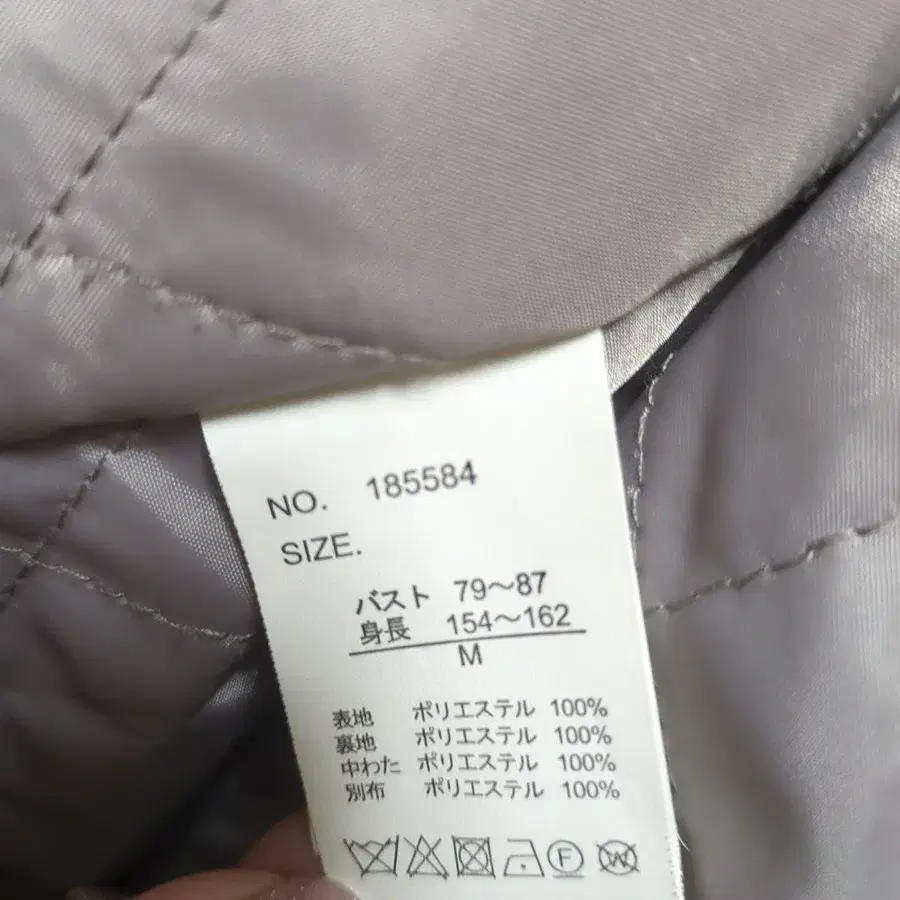 NO. 185584
SIZE.
バスト 79～87
身長 154～162
M
表地 ポリエステル 100%
裏地 ポリエステル 100%
中わた ポリエステル 100%
別布 ポリエステル 100%
F W